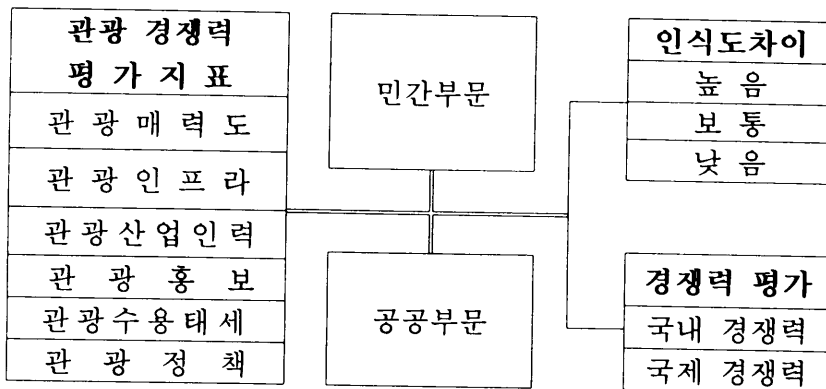 관광 경쟁력
평 가 지 표
관 광 매 력 도
관 광 인 프 라
관 광 산 업 인 력
관 광 홍 보
관 광 수 용 태 세
관 광 정 책
민간부문
공공부문
인식도차이
높 음
보 통
낮 음
경쟁력 평가
국내 경쟁력
국제 경쟁력